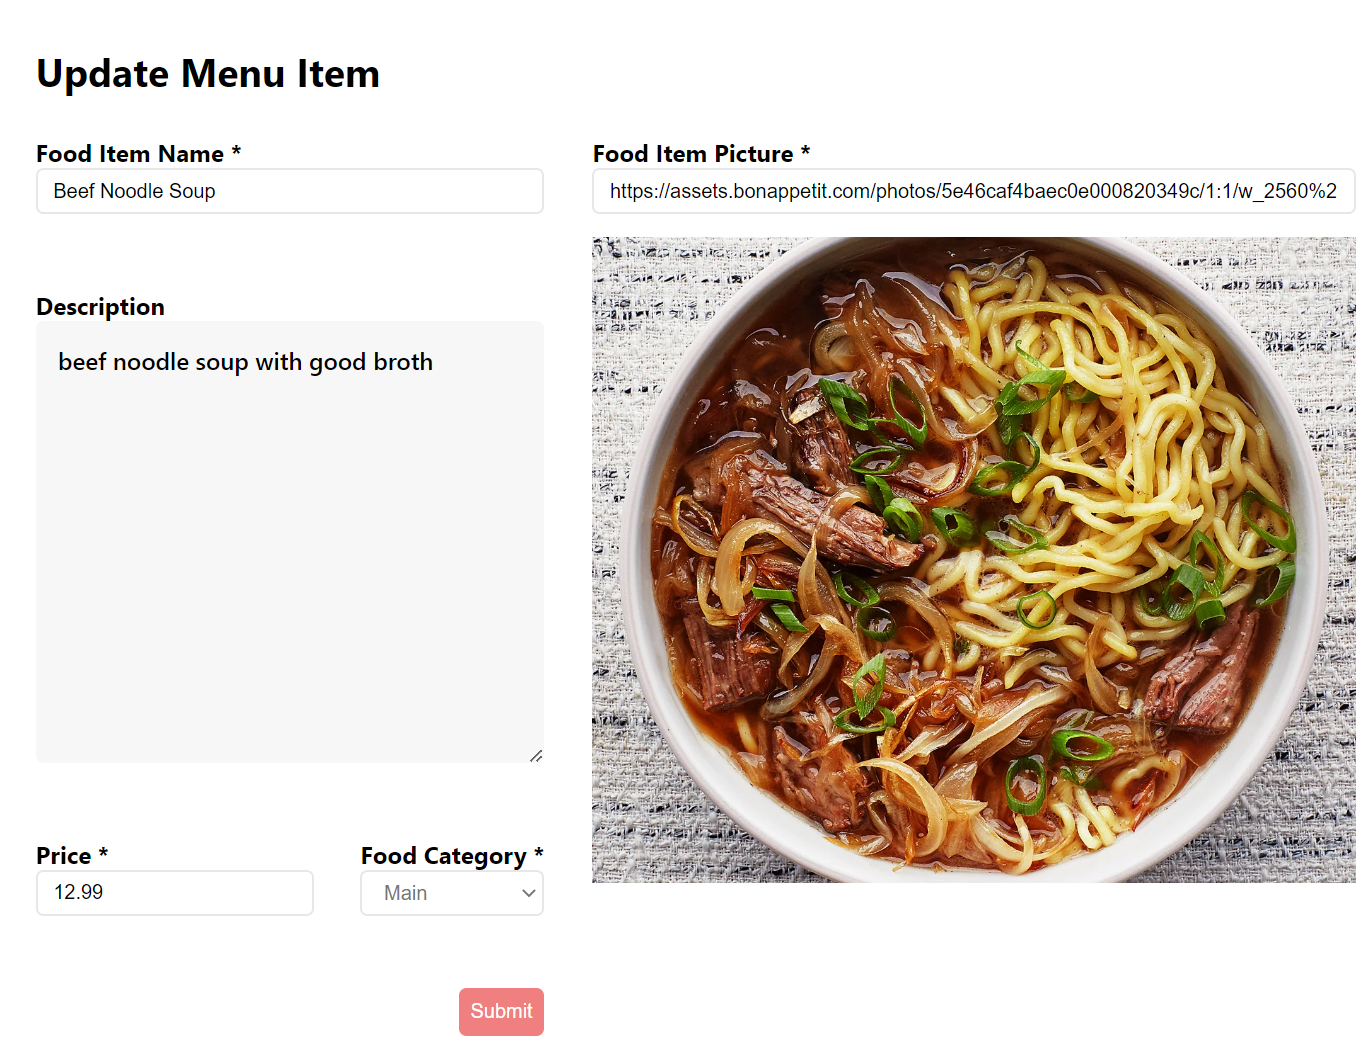 Update Menu Item
Food Item Name *
Beef Noodle Soup
Food Item Picture *
https://assets.bonappetit.com/photos/5e46caf4baec0e000820349c/1:1/w_2560%2
Description
beef noodle soup with good broth
Price *
12.99
Food Category *
Main
Submit